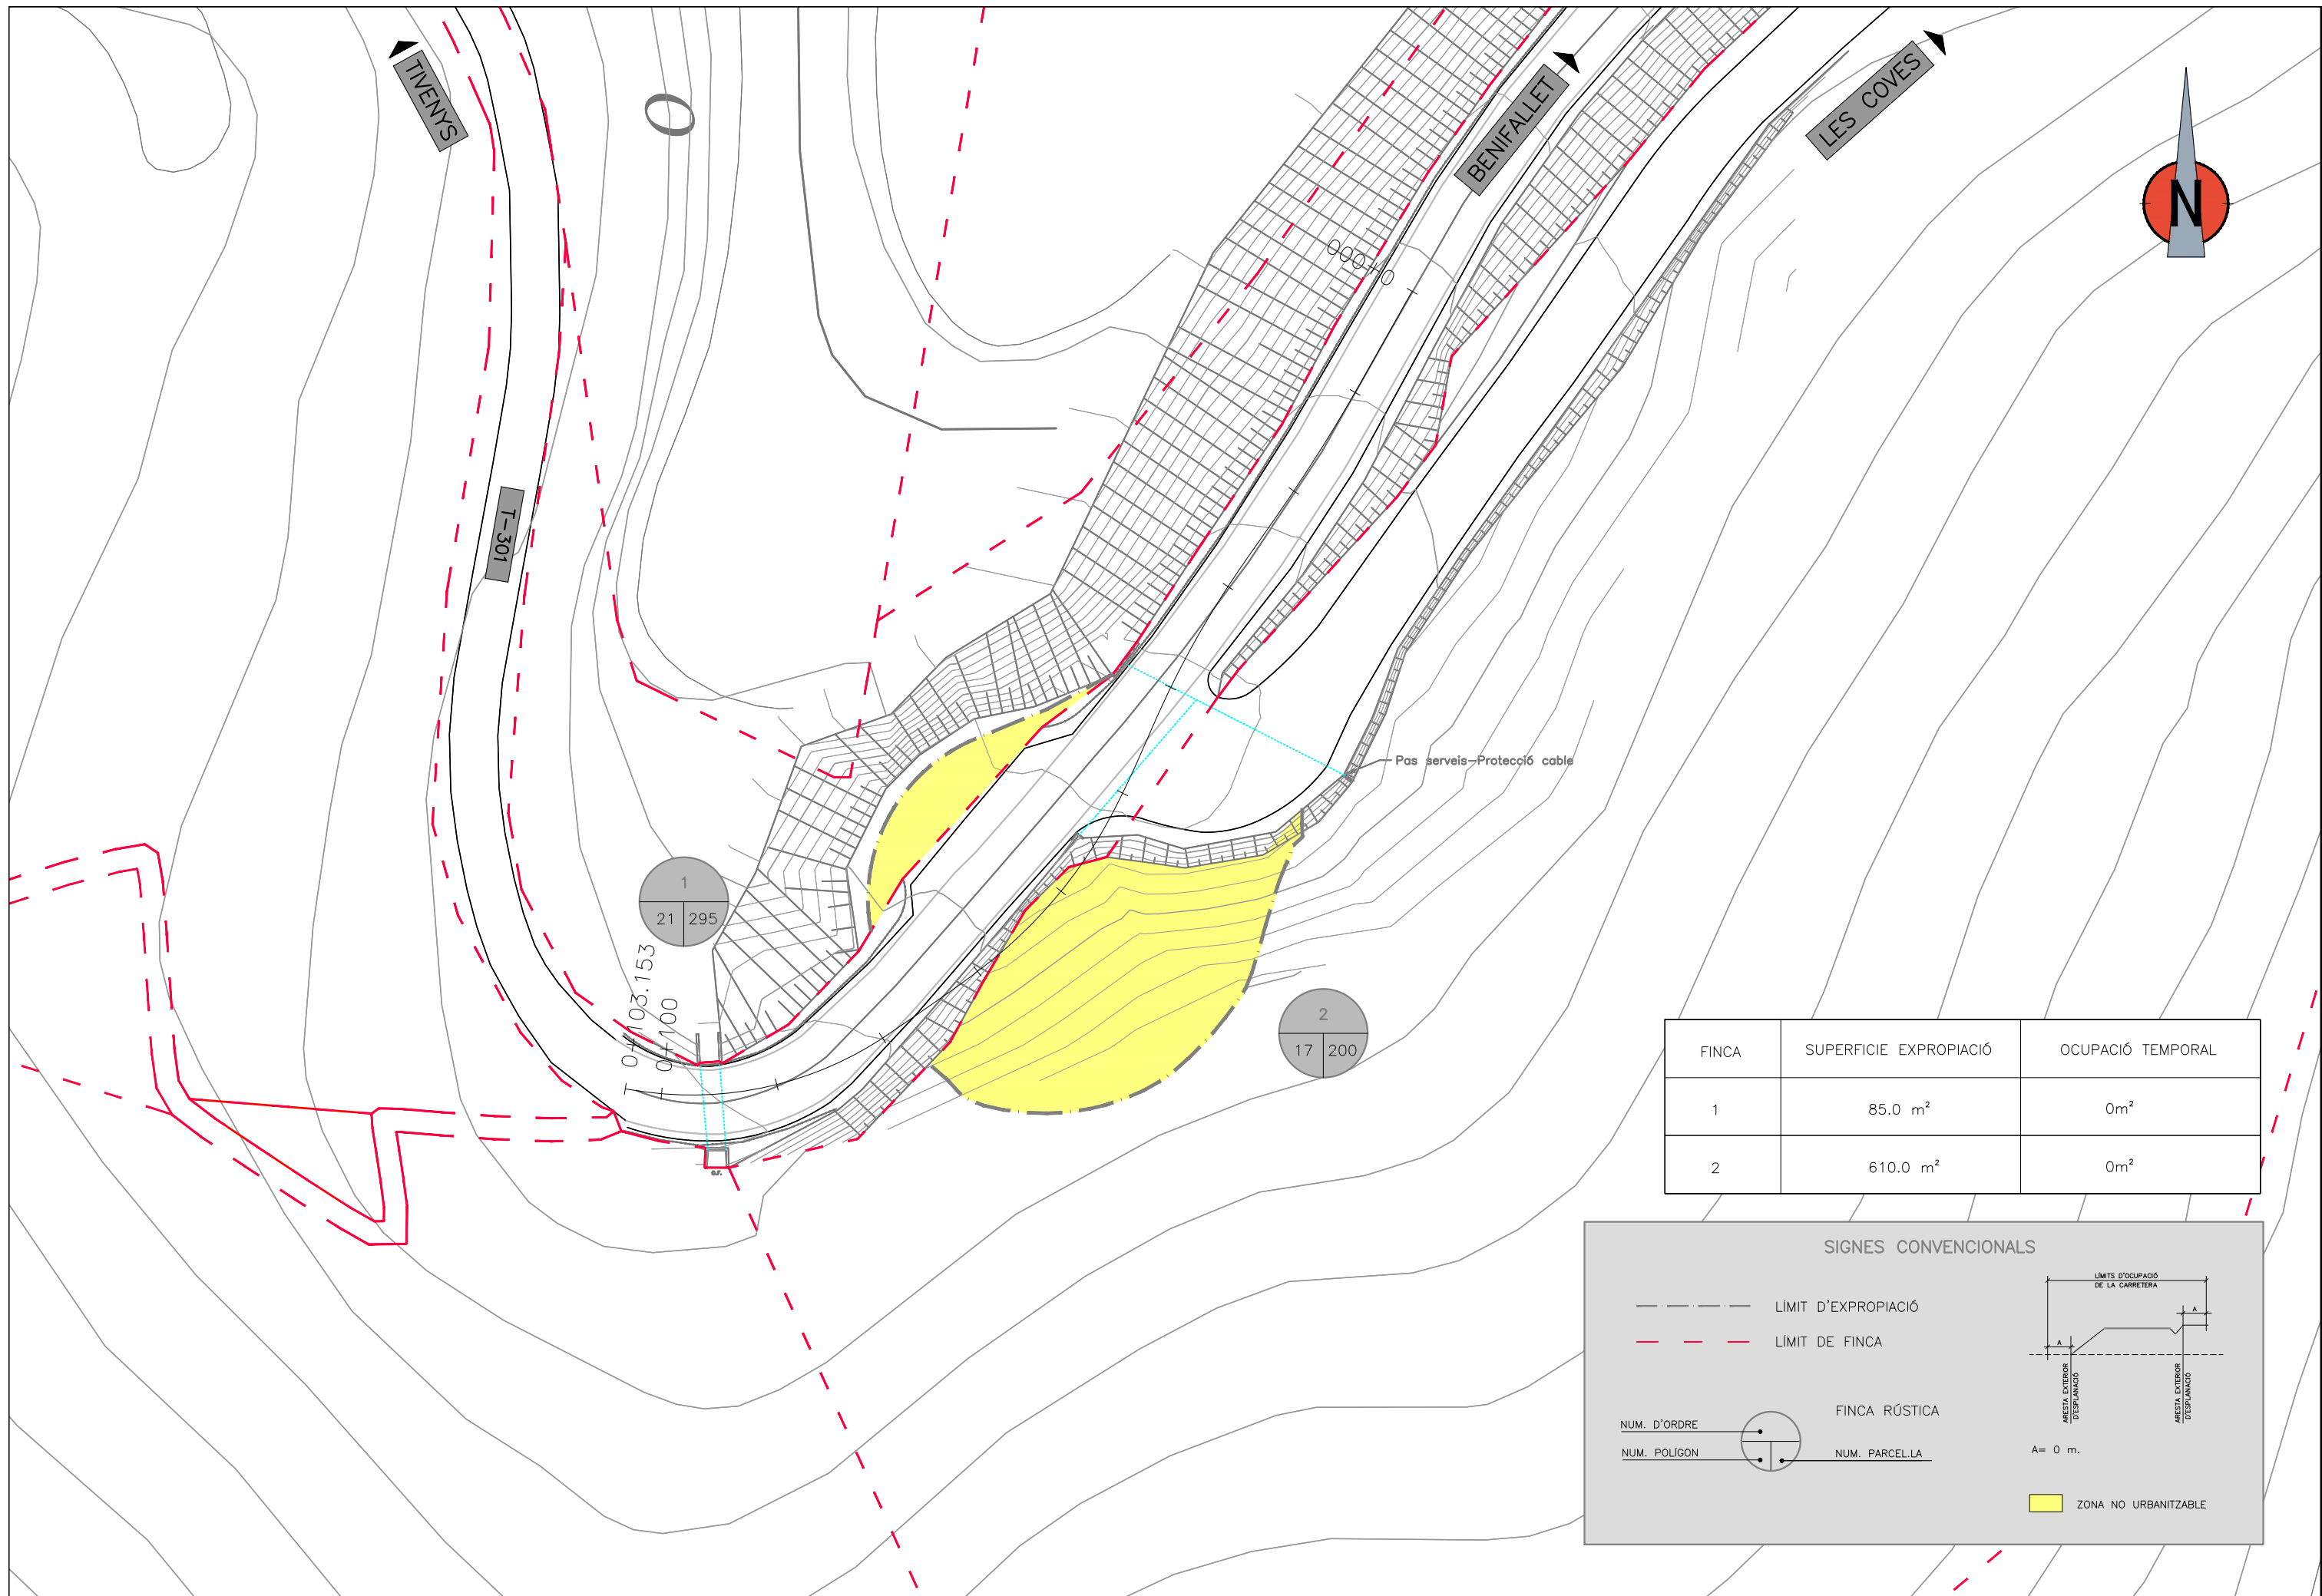 TIVENYS
BENIFALLET
LES COVES
N
0
0+000
T-301
Pas serveis-Protecció cable
1
21 295
0+103.153
0+100
2
17 200
o.f.
FINCA SUPERFICIE EXPROPIACIÓ OCUPACIÓ TEMPORAL
1 85.0 m² 0m²
2 610.0 m² 0m²
SIGNES CONVENCIONALS
LÍMIT D'EXPROPIACIÓ
LÍMIT DE FINCA
LÍMITS D'OCUPACIÓ
DE LA CARRETERA
A
A
ARESTA EXTERIOR
D'ESPLANACIÓ
ARESTA EXTERIOR
D'ESPLANACIÓ
FINCA RÚSTICA
NUM. D'ORDRE
NUM. POLÍGON
NUM. PARCEL.LA
A= 0 m.
ZONA NO URBANITZABLE